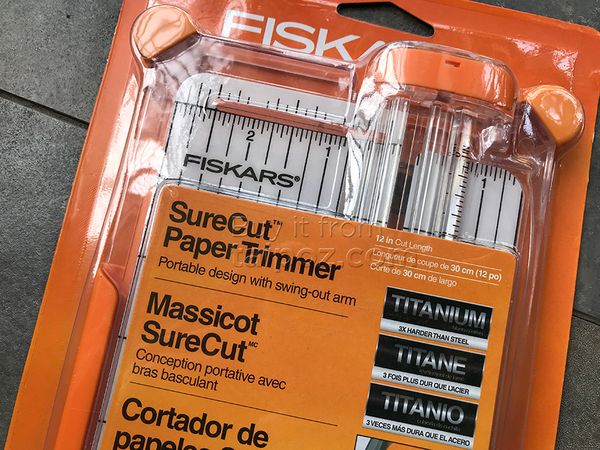 FISKARS
2
1
1
FISKARS®
SureCut™
Paper Trimmer
Portable design with swing-out arm
12 in Cut Length
Longueur de coupe de 30 cm (12 po)
Corte de 30 cm de largo
Massicot
SureCut MC
Conception portative avec
bras basculant
Cortador de
TITANIUM
3X HARDER THAN STEEL
TITANE
3 FOIS PLUS DUR QUE L'ACIER
TITANIO
3 VECES MÁS DURA QUE EL ACERO